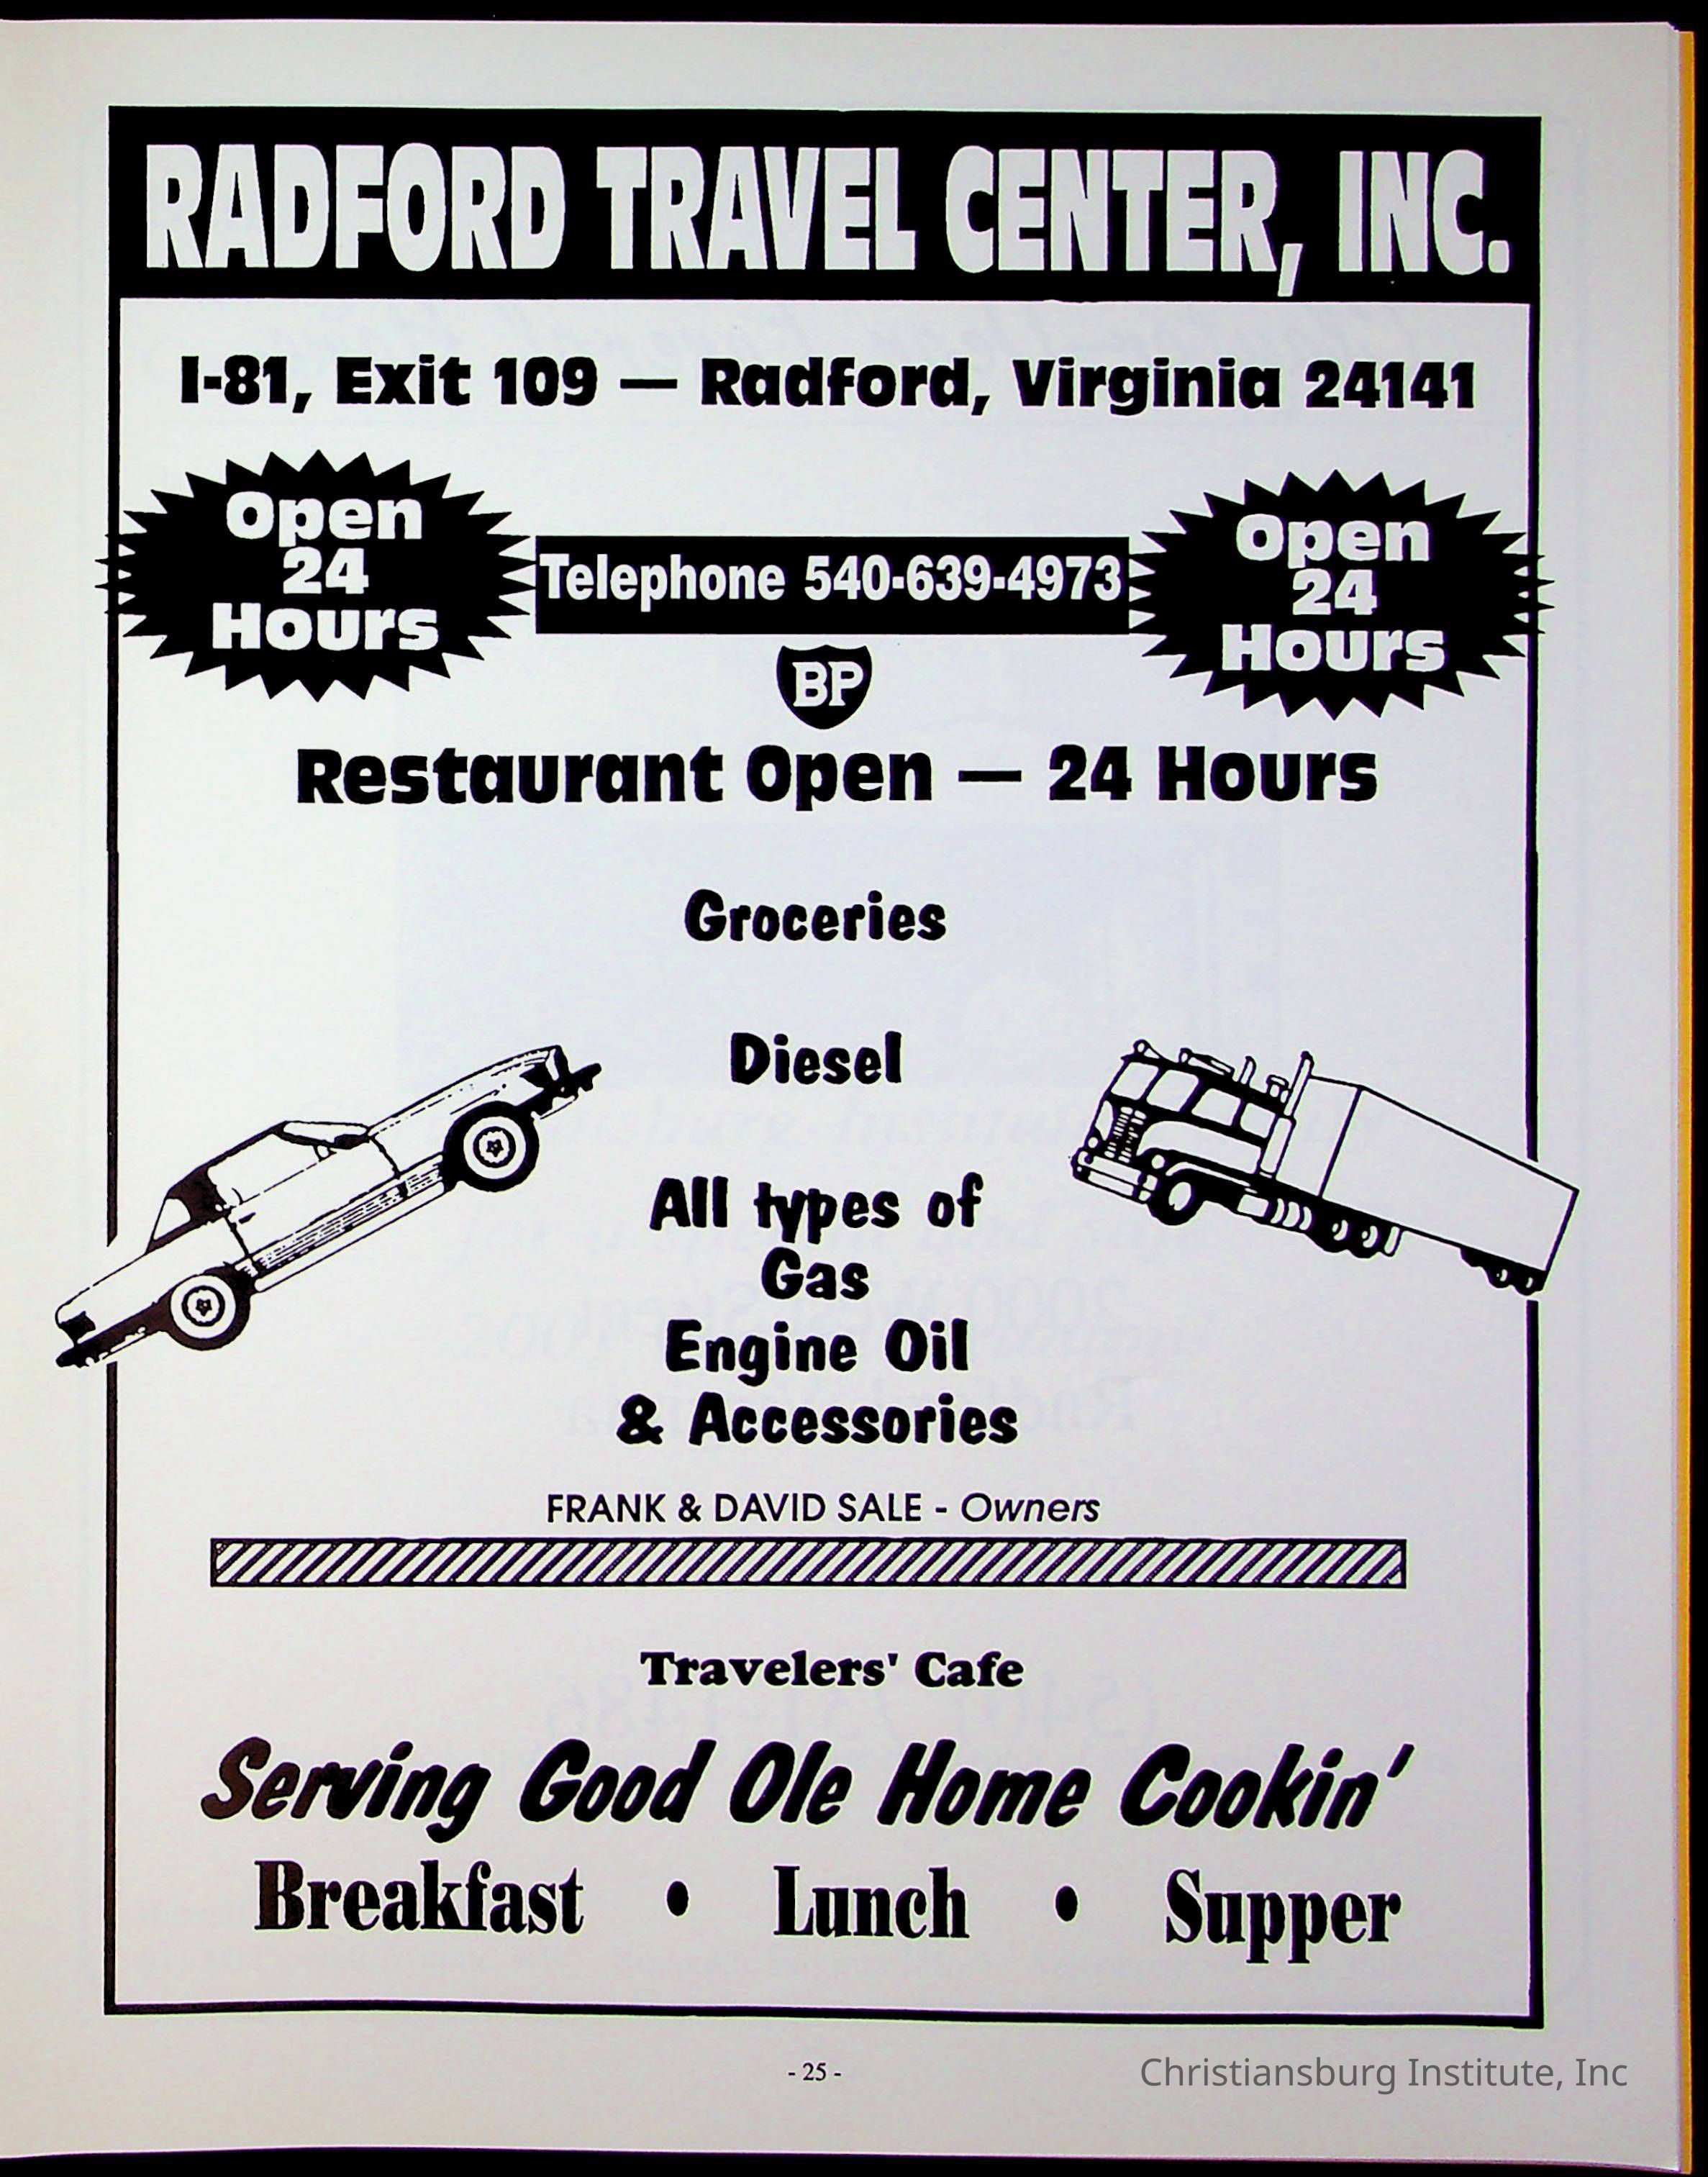 RADFORD TRAVEL CENTER, INC.
I-81, Exit 109 — Radford, Virginia 24141
Open
24
Hours
Telephone 540-639-4973
Open
24
Hours
BP
Restaurant Open — 24 Hours
Groceries
Diesel
All types of
Gas
Engine Oil
& Accessories
FRANK & DAVID SALE - Owners
Travelers' Cafe
Serving Good Ole Home Cookin'
Breakfast • Lunch • Supper
- 25 -
Christiansburg Institute, Inc